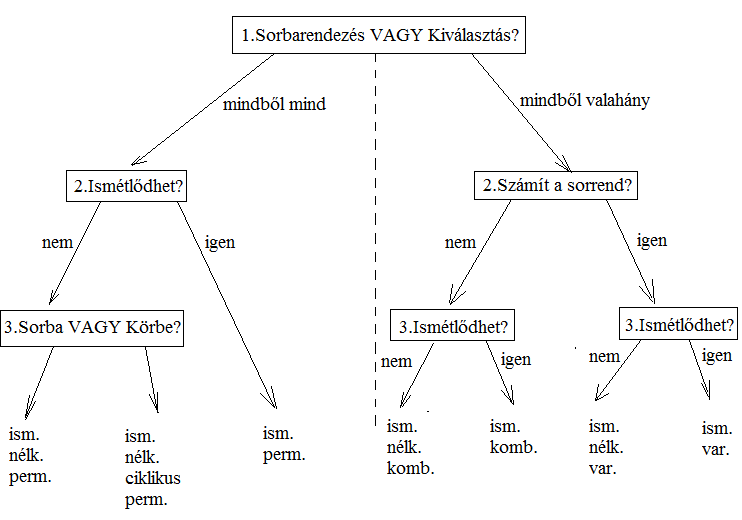 1.Sorbarendezés VAGY Kiválasztás?
mindből mind
mindből valahány
2.Ismétlődhet?
2.Számít a sorrend?
nem
igen
nem
igen
3.Sorba VAGY Körbe?
3.Ismétlődhet?
3.Ismétlődhet?
nem
igen
nem
igen
ism.
nélk.
perm.
ism.
nélk.
ciklikus
perm.
ism.
perm.
ism.
nélk.
komb.
ism.
komb.
ism.
nélk.
var.
ism.
var.